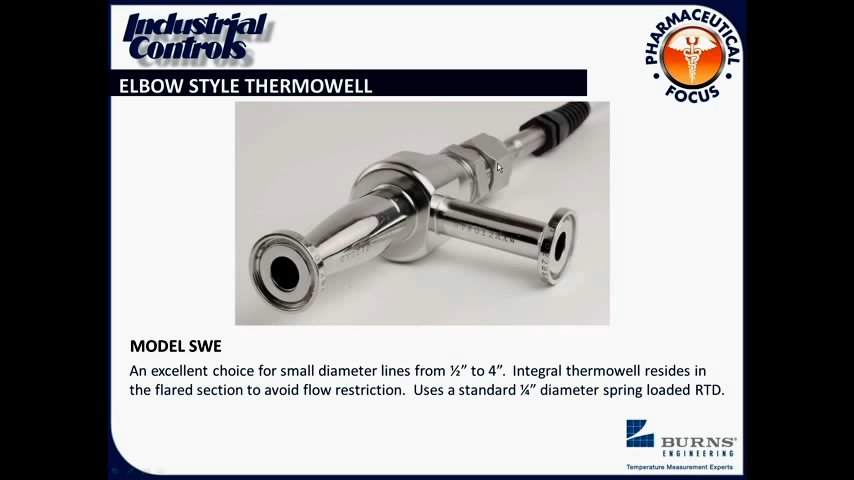 Industrial
Controls
PHARMACEUTICAL
FOCUS
ELBOW STYLE THERMOWELL
MODEL SWE
An excellent choice for small diameter lines from ½” to 4”. Integral thermowell resides in
the flared section to avoid flow restriction. Uses a standard ¼” diameter spring loaded RTD.
BURNS®
ENGINEERING
Temperature Measurement Experts